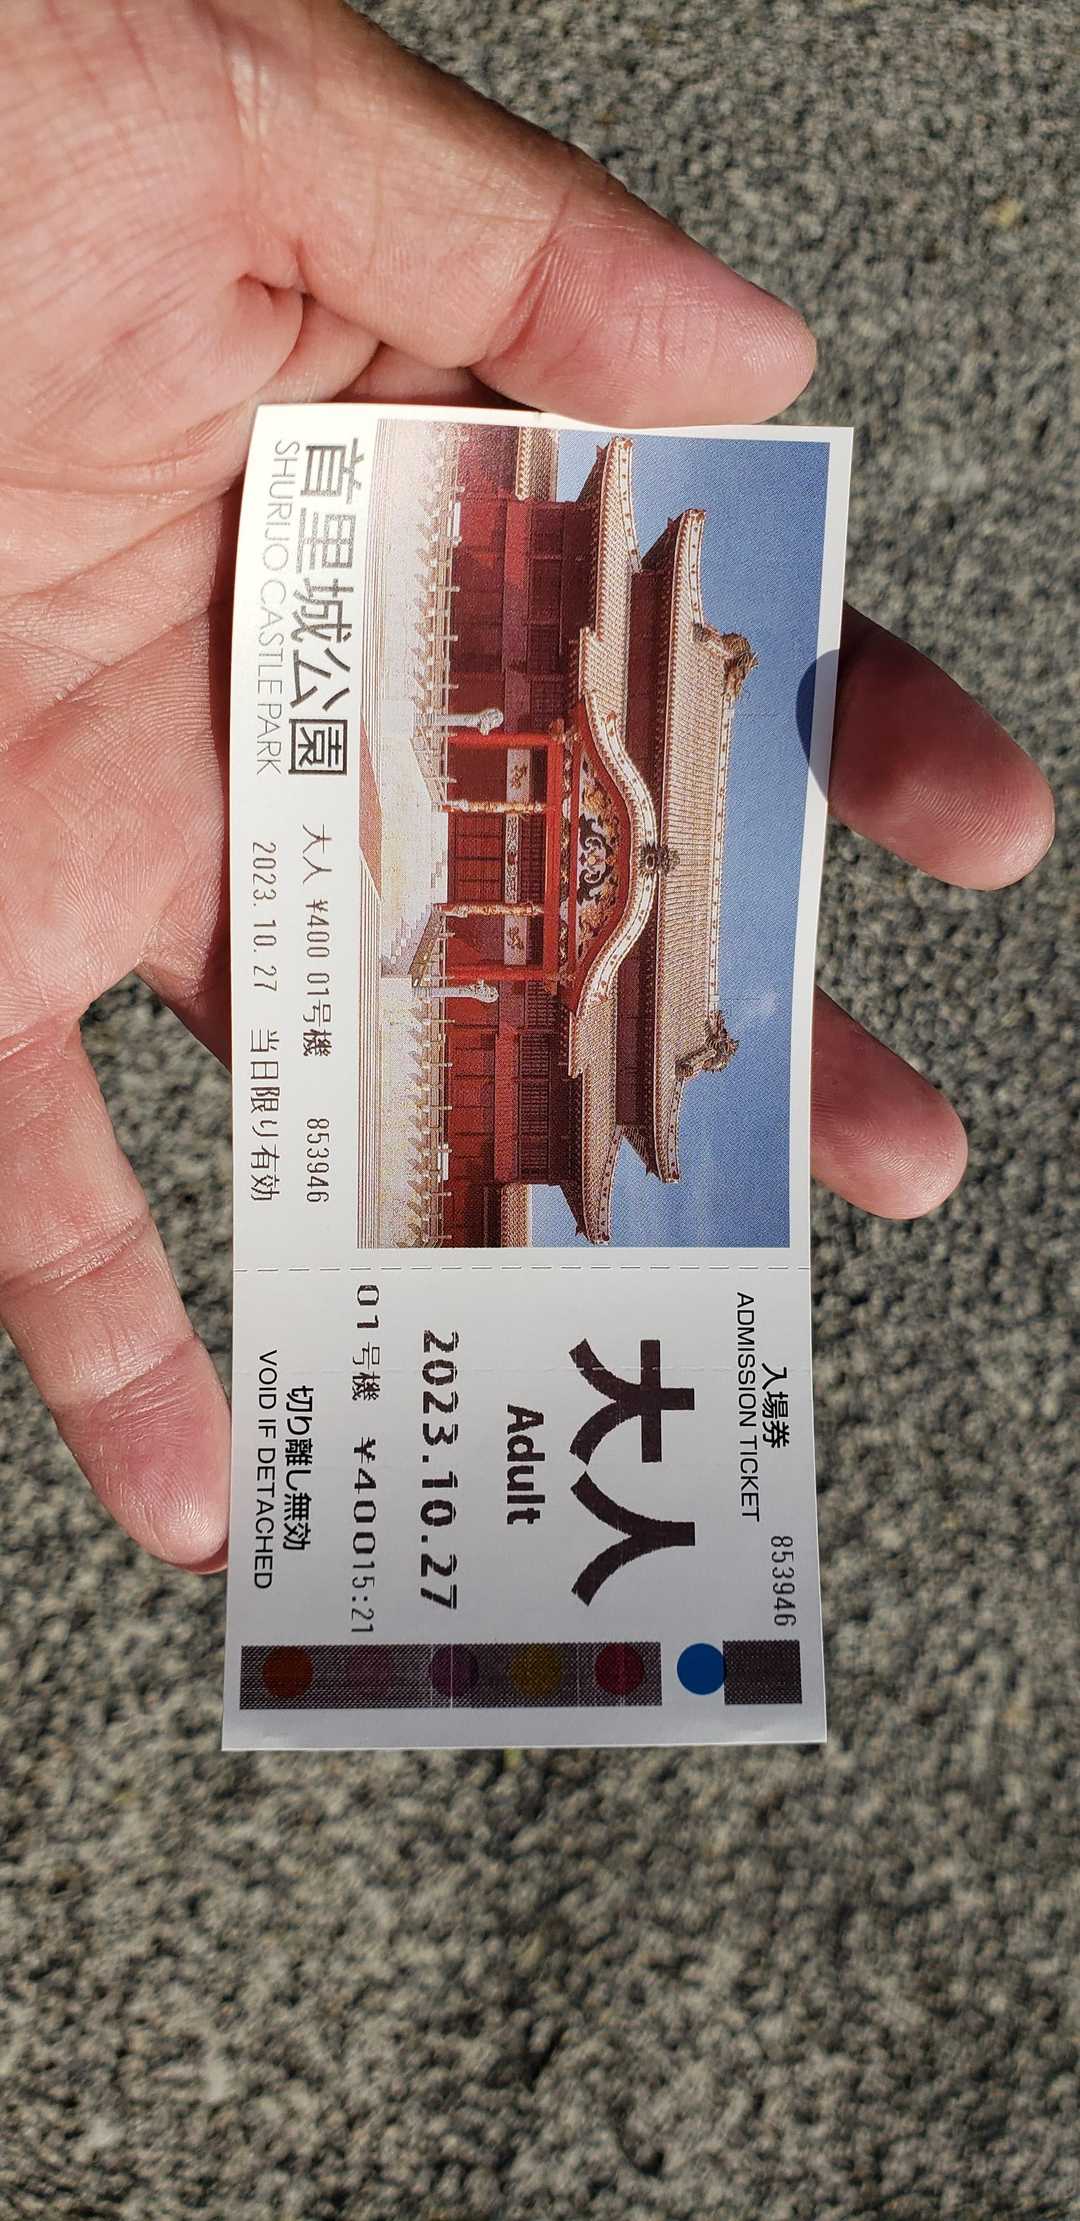 首里城公園
SHURIJO CASTLE PARK
大人 ¥400 01号機 853946
2023.10.27 当日限り有効
853946
入場券
ADMISSION TICKET
大人
Adult
2023.10.27
01号機 ¥400 15:21
切り離し無効
VOID IF DETACHED